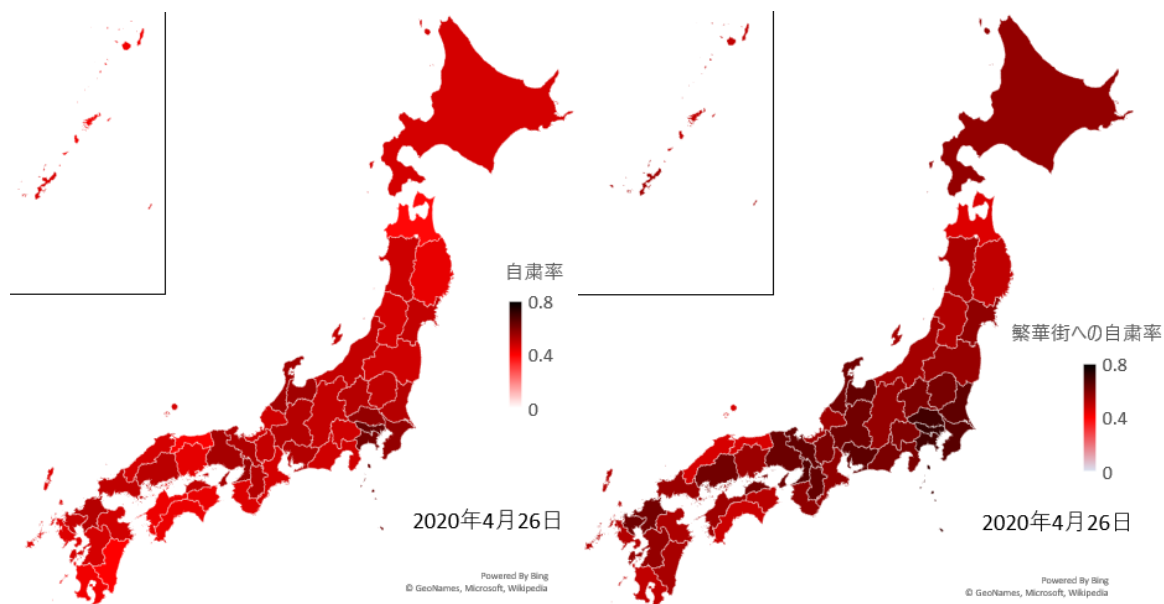 自粛率
0.8
0.4
0
2020年4月26日
Powered By Bing
© GeoNames, Microsoft, Wikipedia
繁華街への自粛率
0.8
0.4
0
2020年4月26日
Powered By Bing
© GeoNames, Microsoft, Wikipedia